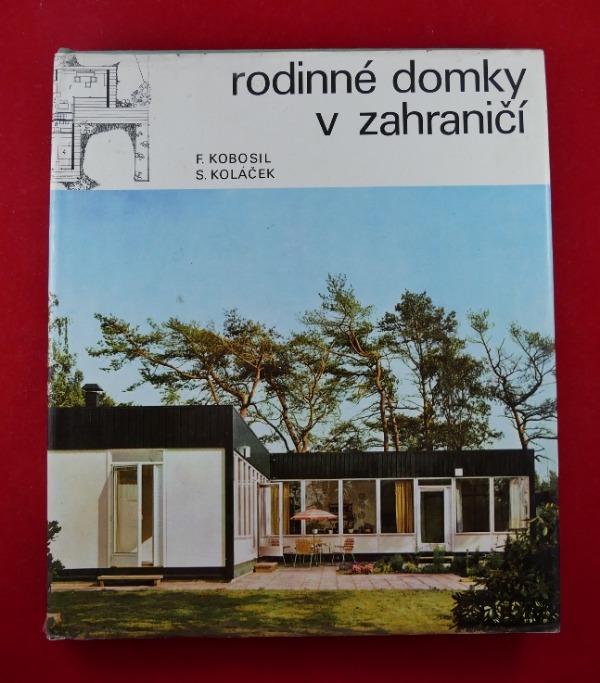 rodinné domky
v zahraničí
F. KOBOSIL
S. KOLÁČEK